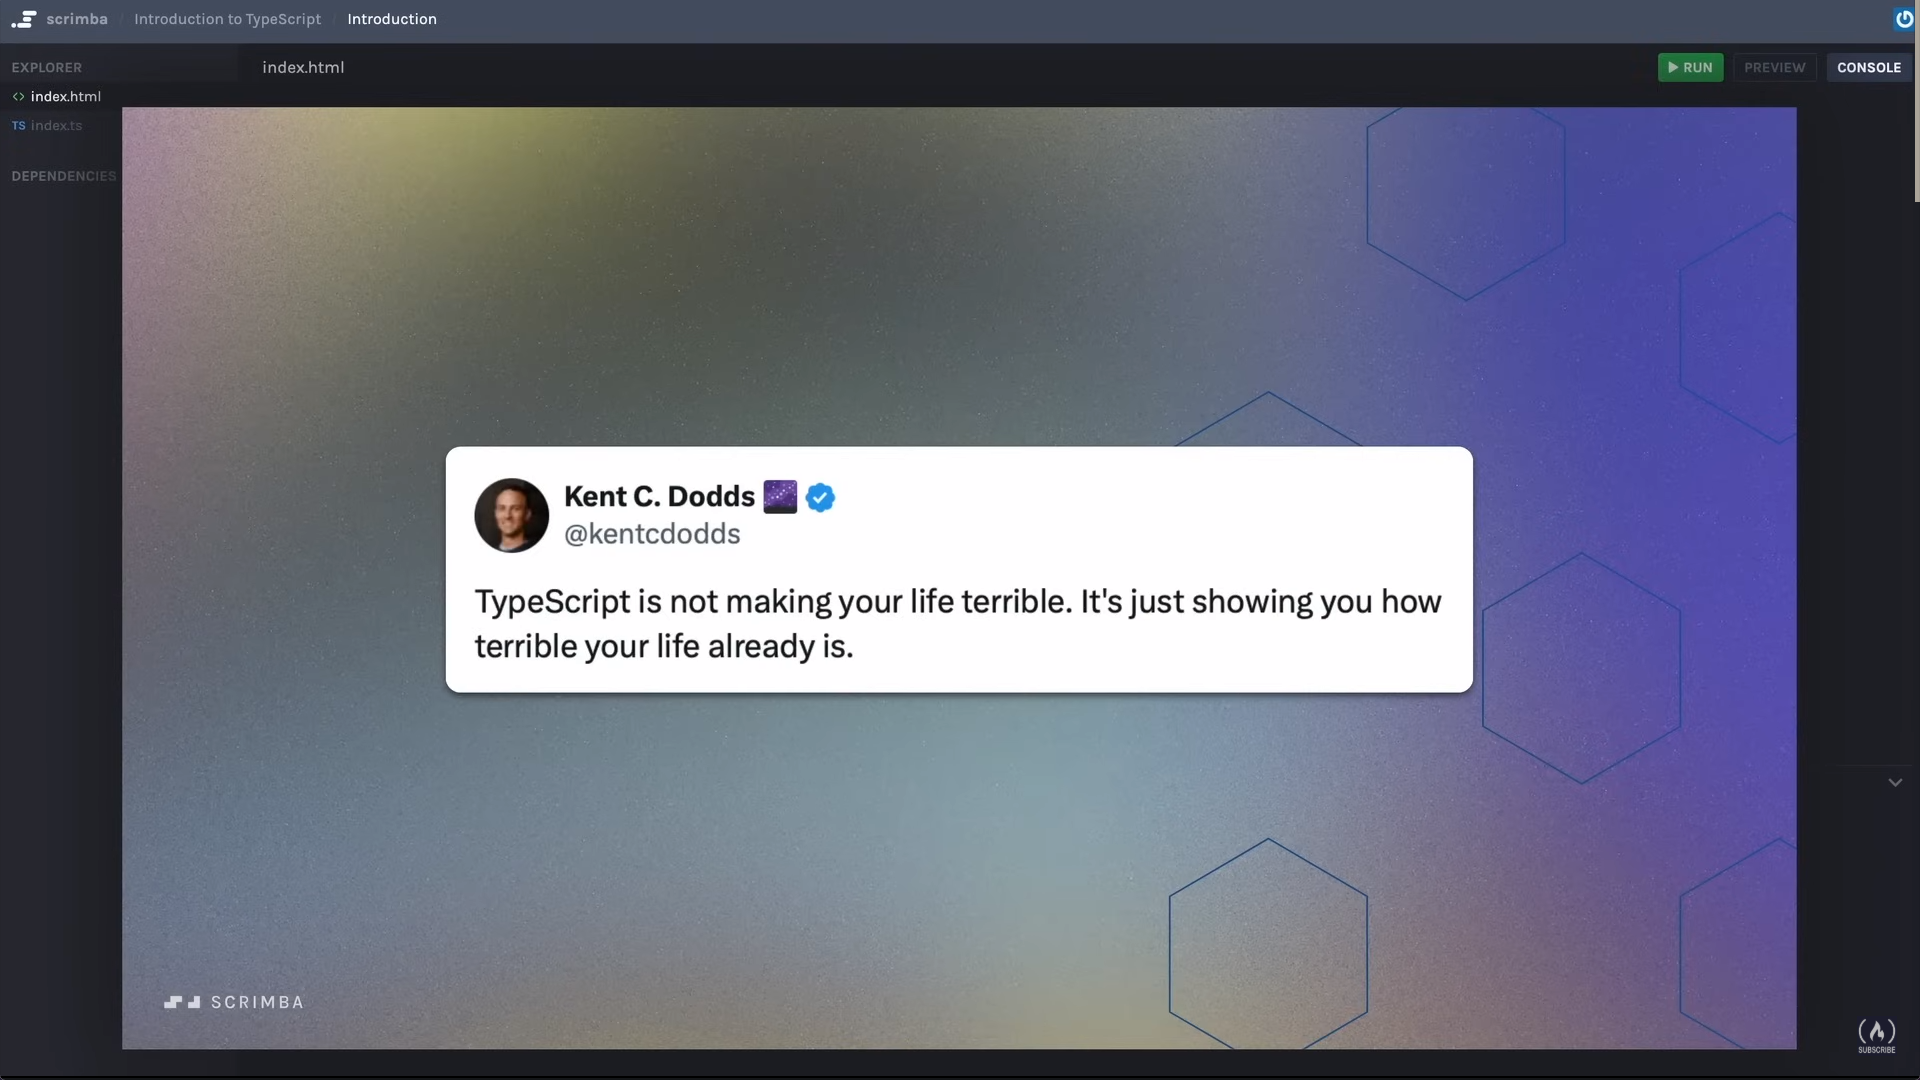 scrimba / Introduction to TypeScript / Introduction
EXPLORER
index.html
RUN
PREVIEW
CONSOLE
<> index.html
TS index.ts
DEPENDENCIES
Kent C. Dodds
@kentcdodds
TypeScript is not making your life terrible. It's just showing you how
terrible your life already is.
SCRIMBA
SUBSCRIBE